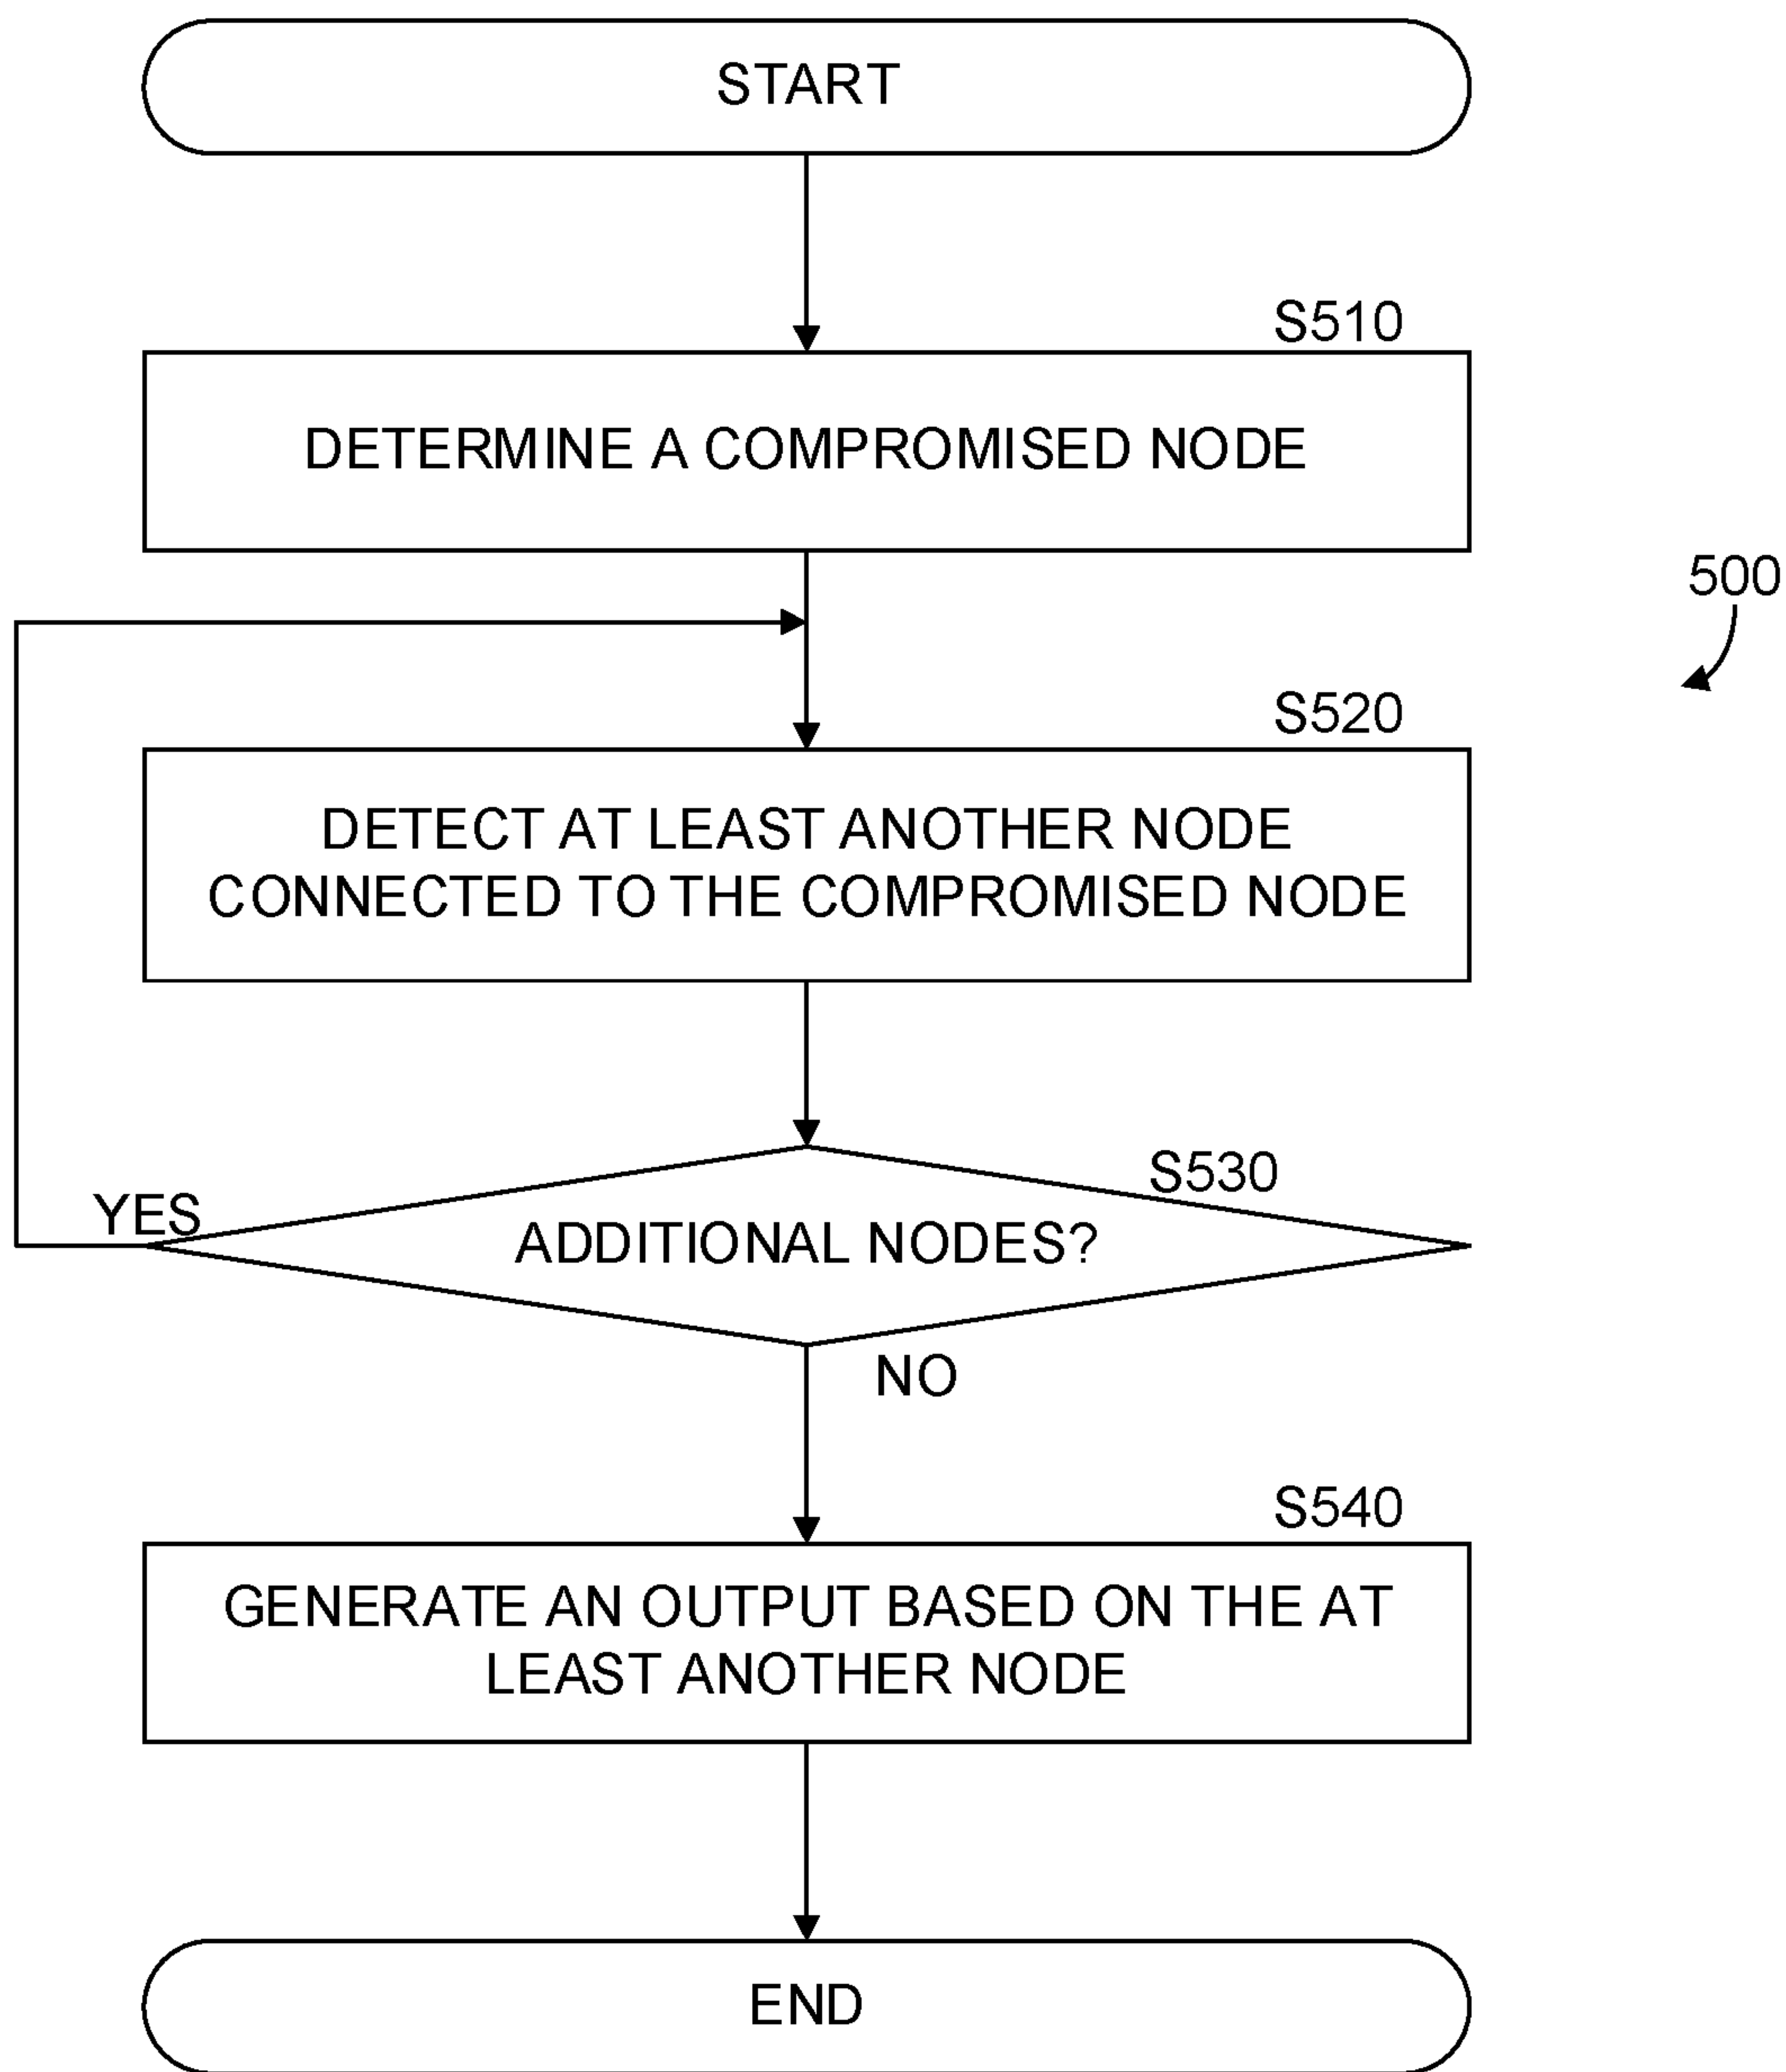 START
S510
DETERMINE A COMPROMISED NODE
500
S520
DETECT AT LEAST ANOTHER NODE
CONNECTED TO THE COMPROMISED NODE
S530
YES
ADDITIONAL NODES?
NO
S540
GENERATE AN OUTPUT BASED ON THE AT
LEAST ANOTHER NODE
END